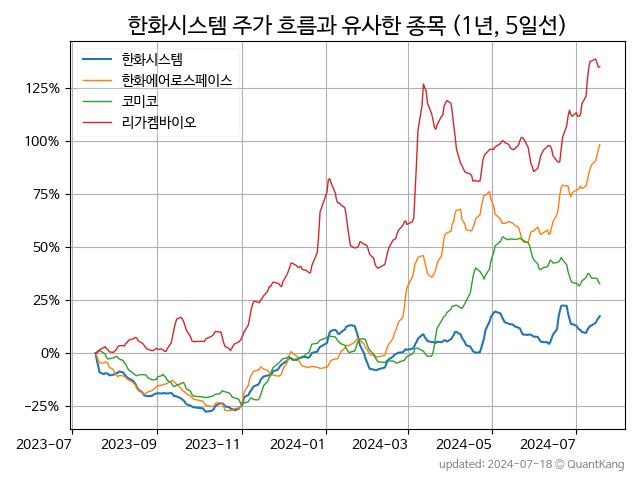 한화시스템 주가 흐름과 유사한 종목 (1년, 5일선)
한화시스템
한화에어로스페이스
코미코
리가켐바이오
125%
100%
75%
50%
25%
0%
−25%
2023-07 2023-09 2023-11 2024-01 2024-03 2024-05 2024-07
updated: 2024-07-18 © QuantKang